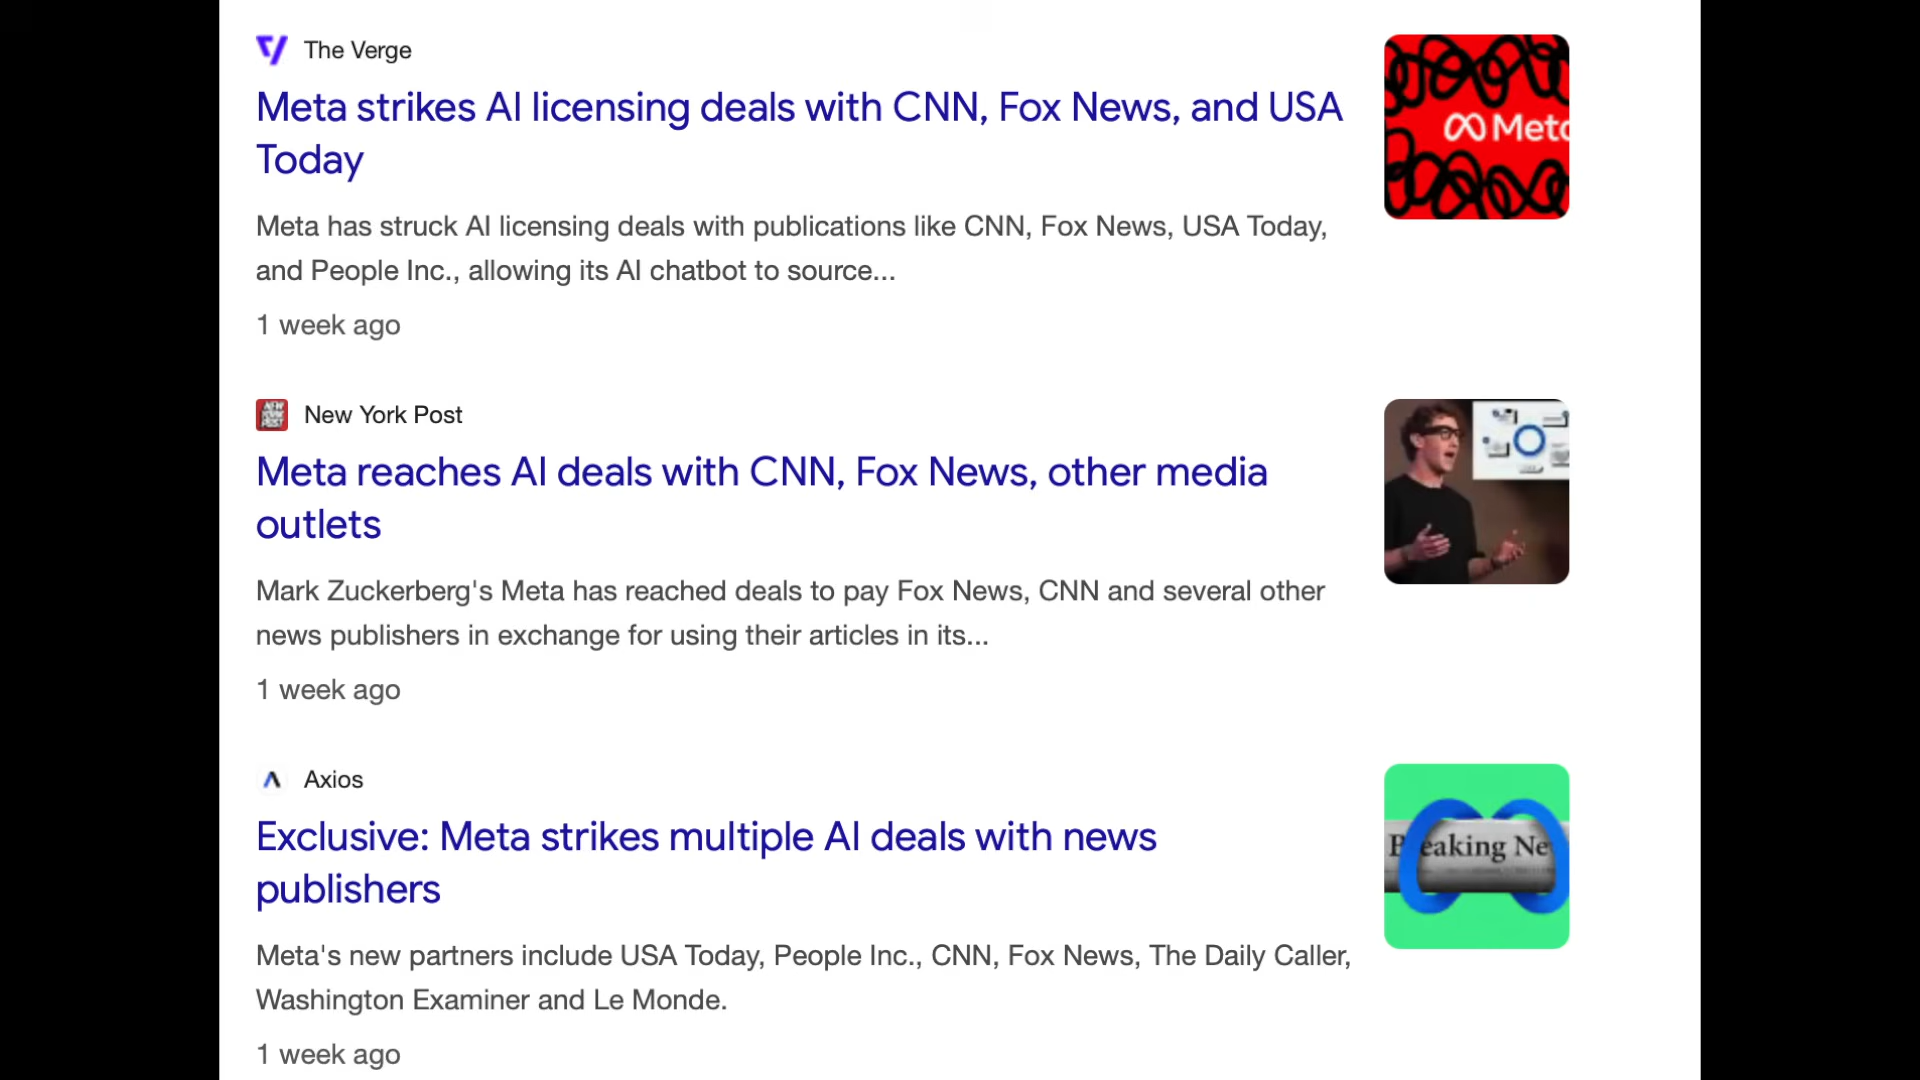 The Verge
Meta strikes AI licensing deals with CNN, Fox News, and USA
Today
Meta has struck AI licensing deals with publications like CNN, Fox News, USA Today,
and People Inc., allowing its AI chatbot to source...
1 week ago
Meta
NEW YORK POST
New York Post
Meta reaches AI deals with CNN, Fox News, other media
outlets
Mark Zuckerberg's Meta has reached deals to pay Fox News, CNN and several other
news publishers in exchange for using their articles in its...
1 week ago
Axios
Exclusive: Meta strikes multiple AI deals with news
publishers
Meta's new partners include USA Today, People Inc., CNN, Fox News, The Daily Caller,
Washington Examiner and Le Monde.
1 week ago
Breaking Ne